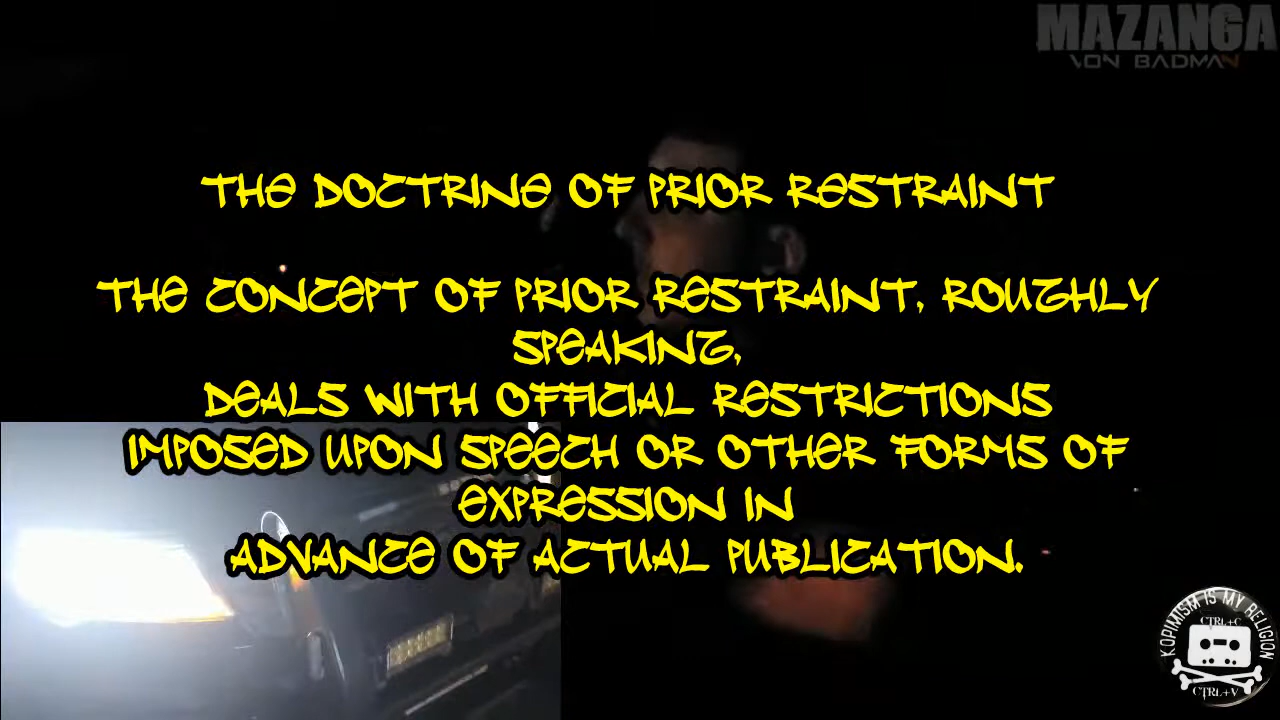 MAZANGA
VON BADMAN
THE DOCTRINE OF PRIOR RESTRAINT
THE CONCEPT OF PRIOR RESTRAINT, ROUGHLY
SPEAKING,
DEALS WITH OFFICIAL RESTRICTIONS
IMPOSED UPON SPEECH OR OTHER FORMS OF
EXPRESSION IN
ADVANCE OF ACTUAL PUBLICATION.
KOPIMISM IS MY RELIGION
CTRL+C
CTRL+V